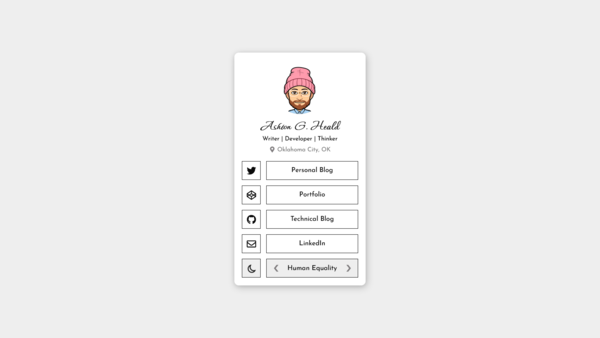 Ashton G. Heald
Writer | Developer | Thinker
Oklahoma City, OK
Personal Blog
Portfolio
Technical Blog
LinkedIn
❮ Human Equality ❯